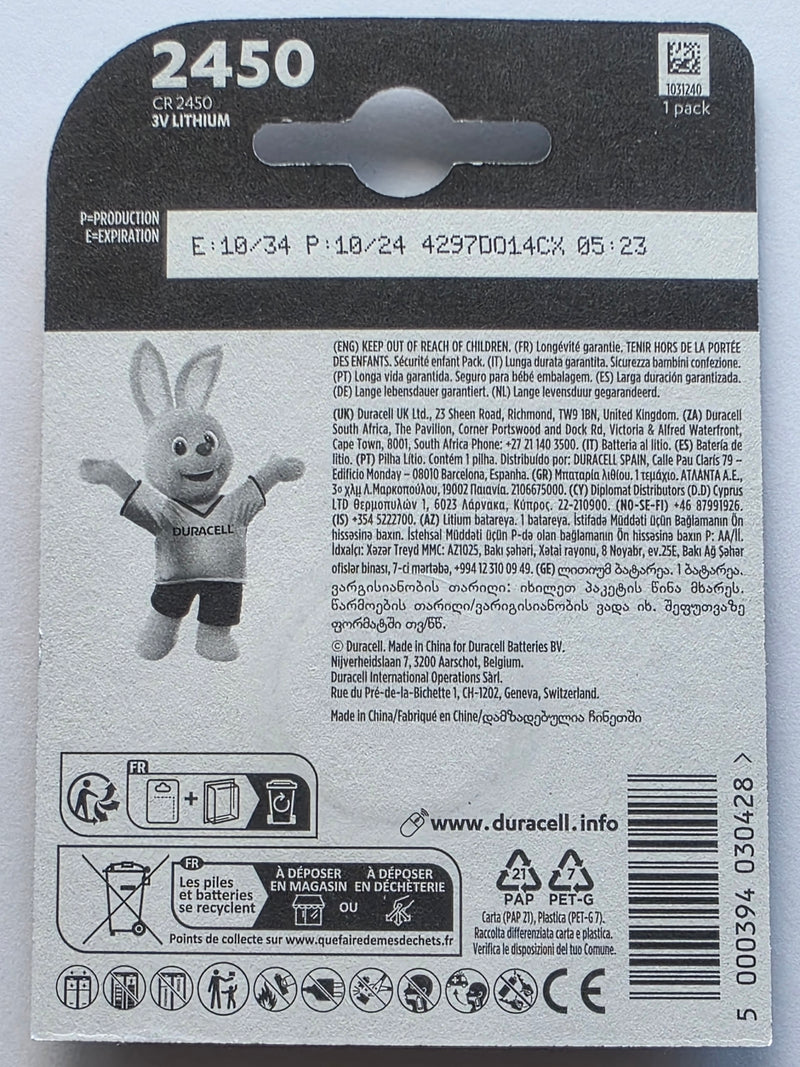 2450
CR 2450
3V LITHIUM
1031240
1 pack
P=PRODUCTION
E=EXPIRATION
E:10/34 P:10/24 4297D014CX 05:23
(ENG) KEEP OUT OF REACH OF CHILDREN. (FR) Longévité garantie. TENIR HORS DE LA PORTÉE
DES ENFANTS. Sécurité enfant Pack. (IT) Lunga durata garantita. Sicurezza bambini confezione.
(PT) Longa vida garantida. Seguro para bébé embalagem. (ES) Larga duración garantizada.
(DE) Lange lebensdauer garantiert. (NL) Lange levensduur gegarandeerd.
(UK) Duracell UK Ltd., 23 Sheen Road, Richmond, TW9 1BN, United Kingdom. (ZA) Duracell
South Africa, The Pavilion, Corner Portswood and Dock Rd, Victoria & Alfred Waterfront,
Cape Town, 8001, South Africa Phone: +27 21 140 3500. (IT) Batteria al litio. (ES) Batería de
litio. (PT) Pilha Lítio. Contém 1 pilha. Distribuído por: DURACELL SPAIN, Calle Pau Clarís 79 –
Edificio Monday – 08010 Barcelona, Espanha. (GR) Μπαταρία λιθίου. 1 τεμάχιο. ΑΤΛΑΝΤΑ Α.Ε.,
3ο χλμ Λ.Μαρκοπούλου, 19002 Παιανία. 2106675000. (CY) Diplomat Distributors (D.D) Cyprus
LTD Θερμοπυλών 1, 6023 Λάρνακα, Κύπρος. 22-210900. (NO-SE-FI) +46 87991926.
(IS) +354 5222700. (AZ) Litium batareya. 1 batareya. İstifadə Müddəti üçün Bağlamanın Ön
hissəsinə baxın. İstehsal Müddəti üçün P-də olan bağlamanın Ön hissəsinə baxın P: AA/İİ.
İdxalçı: Xəzər Treyd MMC: AZ1025, Bakı şəhəri, Xətai rayonu, 8 Noyabr, ev.25E, Bakı Ağ Şəhər
ofislər binası, 7-ci mərtəbə, +994 12 310 09 49. (GE) ლითიუმ ბატარეა. 1 ბატარეა.
ვარგისიანობის თარიღი: იხილეთ პაკეტის წინა მხარეს.
წარმოების თარიღი/ვარიგისიანობის ვადა იხ. შეფუთვაზე
ფორმატში თვ/წწ.
© Duracell. Made in China for Duracell Batteries BV.
Nijverheidslaan 7, 3200 Aarschot, Belgium.
Duracell International Operations Sàrl.
Rue du Pré-de-la-Bichette 1, CH-1202, Geneva, Switzerland.
Made in China/Fabriqué en Chine/დამზადებულია ჩინეთში
DURACELL
FR
+
www.duracell.info
FR
Les piles
et batteries
se recyclent
À DÉPOSER
EN MAGASIN
OU
À DÉPOSER
EN DÉCHÈTERIE
Points de collecte sur www.quefairedemesdechets.fr
21
PAP
7
PET-G
Carta (PAP 21), Plastica (PET-G 7).
Raccolta differenziata carta e plastica.
Verifica le disposizioni del tuo Comune.
CE
5 000394 030428 >